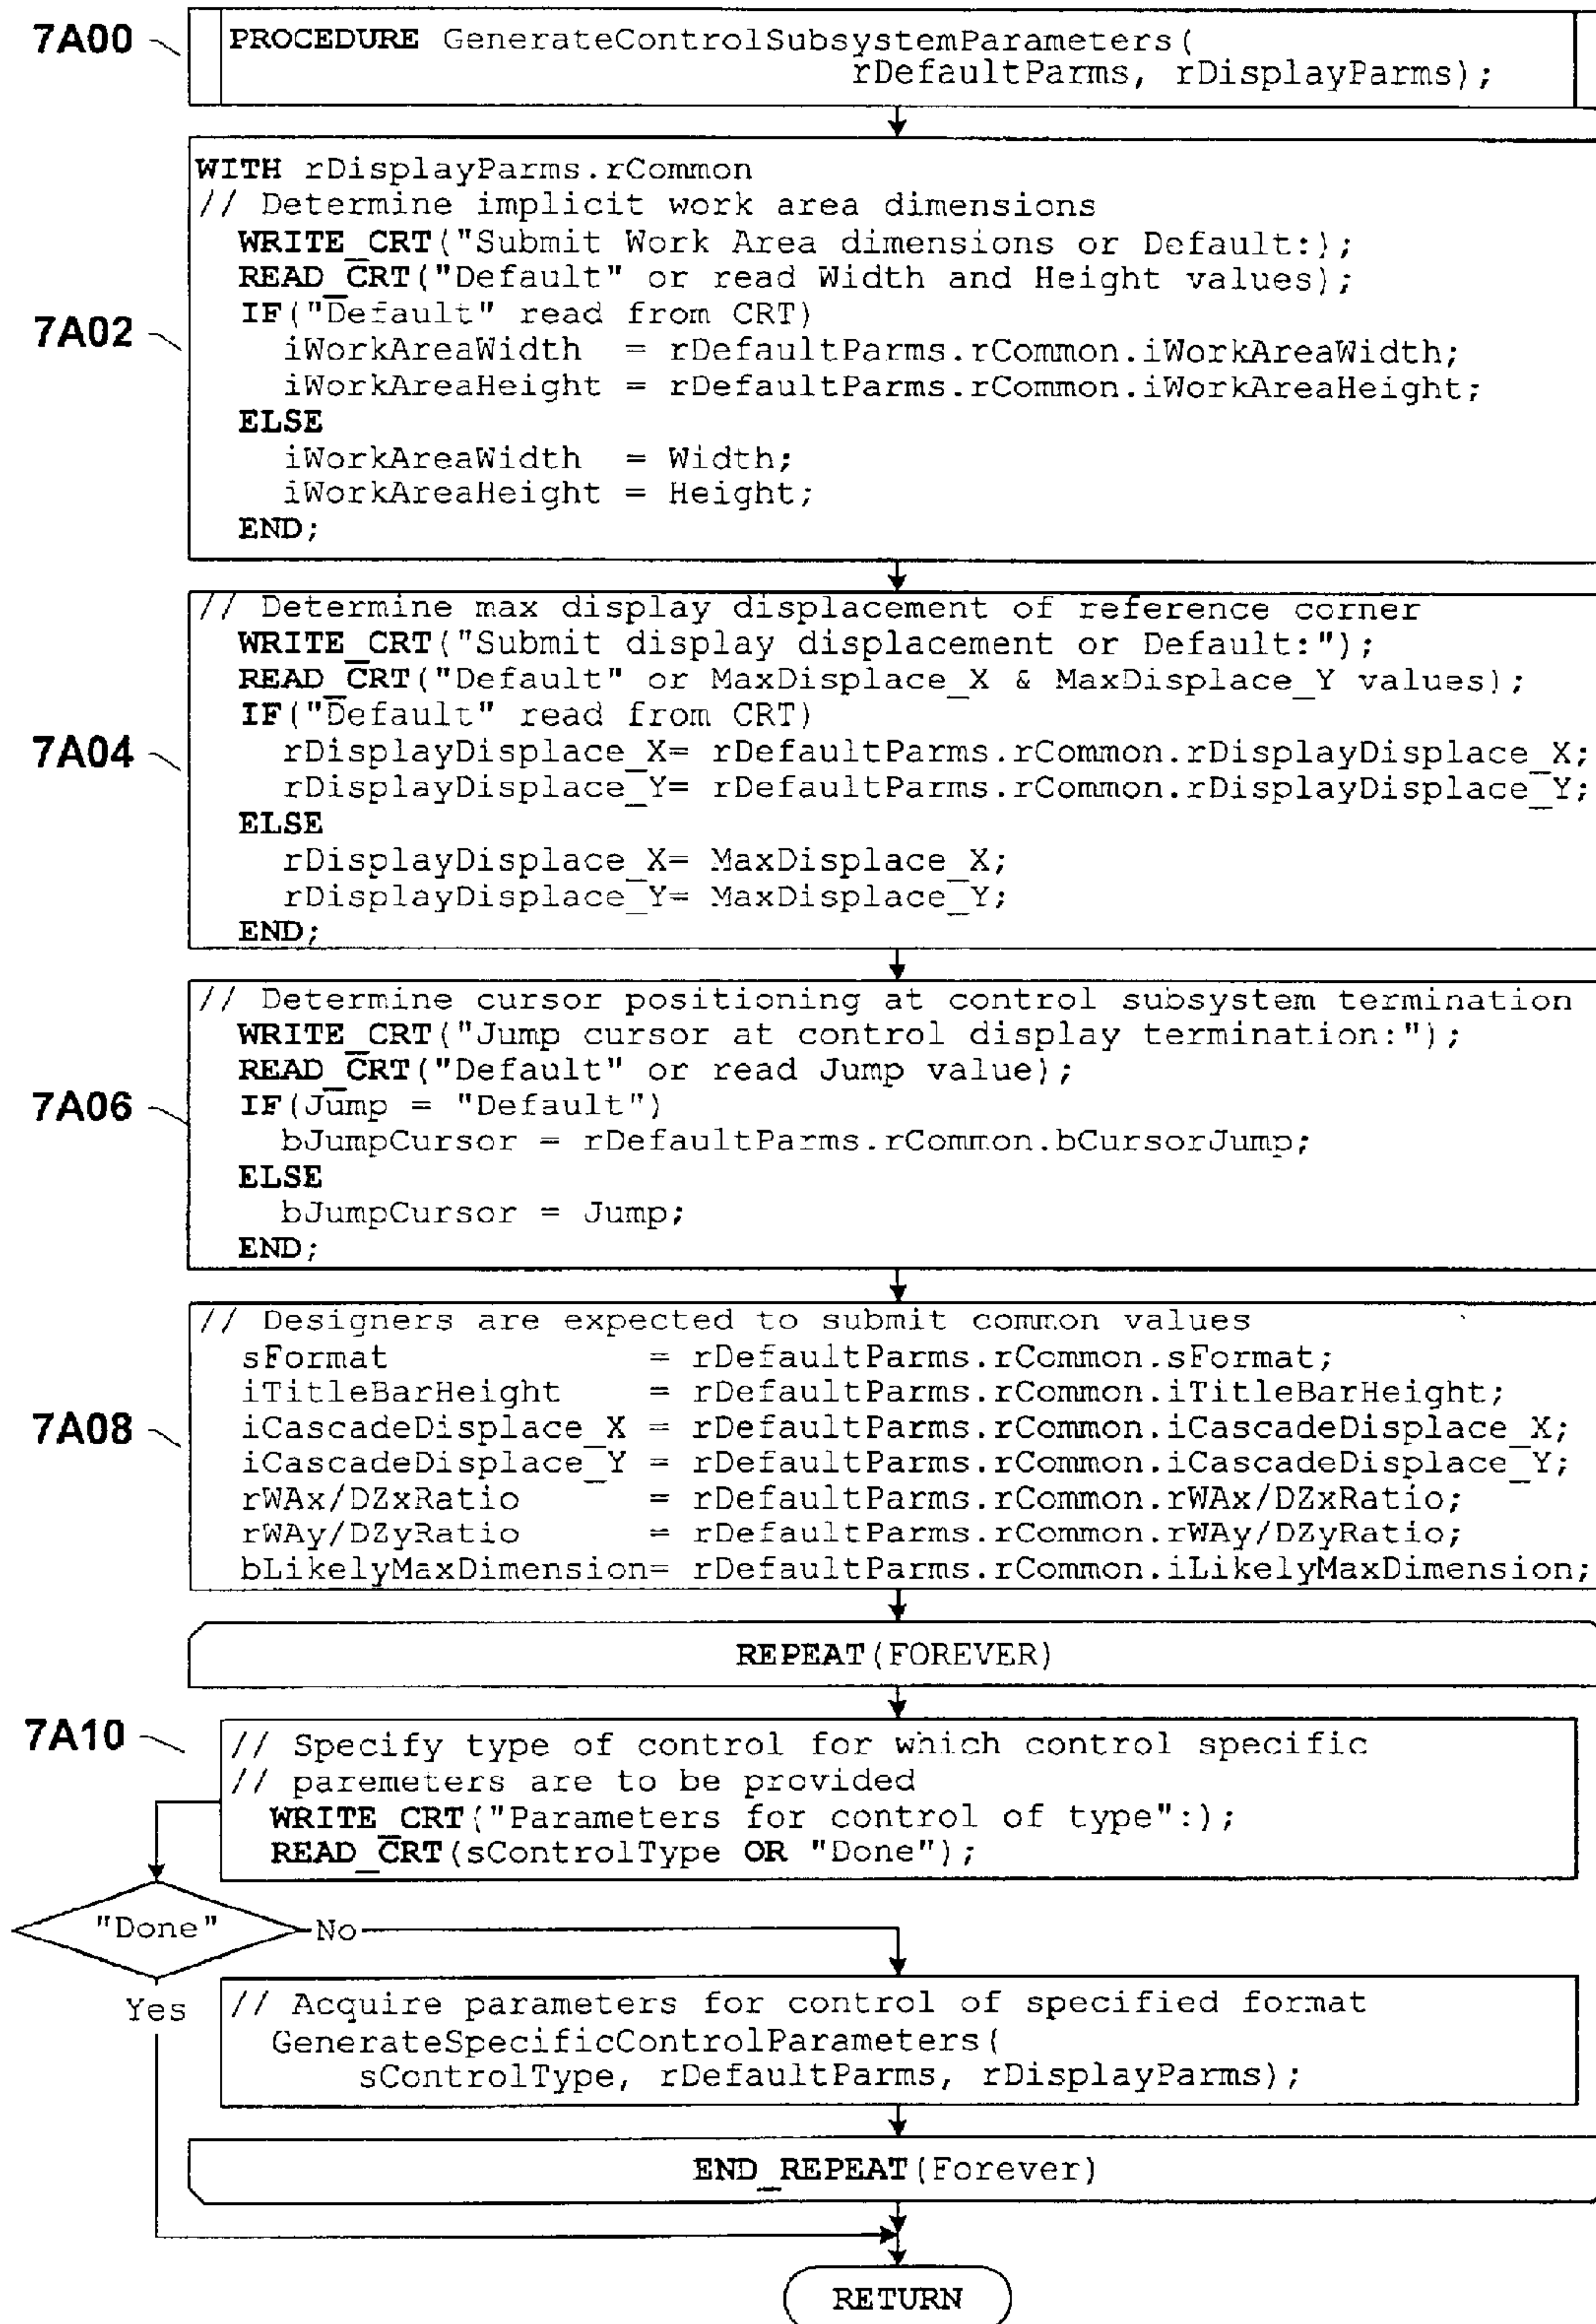 7A00
PROCEDURE GenerateControlSubsystemParameters(
rDefaultParms, rDisplayParms);
7A02
WITH rDisplayParms.rCommon
// Determine implicit work area dimensions
WRITE_CRT("Submit Work Area dimensions or Default:);
READ_CRT("Default" or read Width and Height values);
IF("Default" read from CRT)
iWorkAreaWidth = rDefaultParms.rCommon.iWorkAreaWidth;
iWorkAreaHeight = rDefaultParms.rCommon.iWorkAreaHeight;
ELSE
iWorkAreaWidth = Width;
iWorkAreaHeight = Height;
END;
7A04
// Determine max display displacement of reference corner
WRITE_CRT("Submit display displacement or Default:");
READ_CRT("Default" or MaxDisplace_X & MaxDisplace_Y values);
IF("Default" read from CRT)
rDisplayDisplace_X= rDefaultParms.rCommon.rDisplayDisplace_X;
rDisplayDisplace_Y= rDefaultParms.rCommon.rDisplayDisplace_Y;
ELSE
rDisplayDisplace_X= MaxDisplace_X;
rDisplayDisplace_Y= MaxDisplace_Y;
END;
7A06
// Determine cursor positioning at control subsystem termination
WRITE_CRT("Jump cursor at control display termination:");
READ_CRT("Default" or read Jump value);
IF(Jump = "Default")
bJumpCursor = rDefaultParms.rCommon.bCursorJump;
ELSE
bJumpCursor = Jump;
END;
7A08
// Designers are expected to submit common values
sFormat = rDefaultParms.rCommon.sFormat;
iTitleBarHeight = rDefaultParms.rCommon.iTitleBarHeight;
iCascadeDisplace_X = rDefaultParms.rCommon.iCascadeDisplace_X;
iCascadeDisplace_Y = rDefaultParms.rCommon.iCascadeDisplace_Y;
rWAx/DZxRatio = rDefaultParms.rCommon.rWAx/DZxRatio;
rWAy/DZyRatio = rDefaultParms.rCommon.rWAy/DZyRatio;
bLikelyMaxDimension= rDefaultParms.rCommon.iLikelyMaxDimension;
REPEAT(FOREVER)
7A10
// Specify type of control for which control specific
// paremeters are to be provided
WRITE_CRT("Parameters for control of type":);
READ_CRT(sControlType OR "Done");
"Done"
No
Yes
// Acquire parameters for control of specified format
GenerateSpecificControlParameters(
sControlType, rDefaultParms, rDisplayParms);
END_REPEAT(Forever)
RETURN